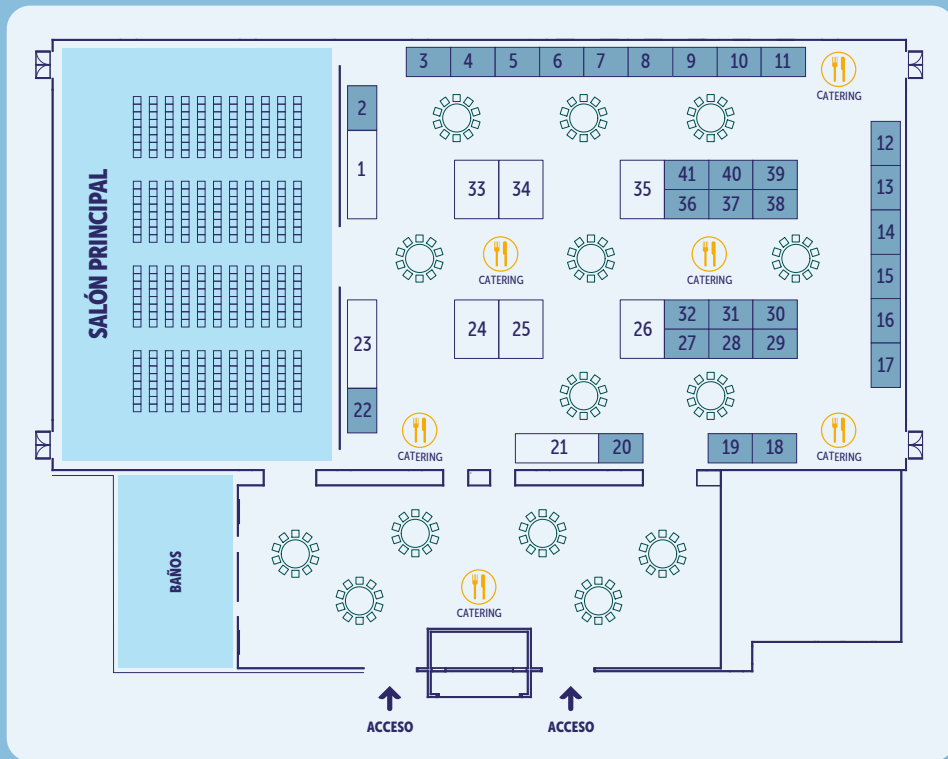 3 4 5 6 7 8 9 10 11
CATERING
2
1
12
13
14
15
16
17
33 34
35 41 40 39
36 37 38
SALÓN PRINCIPAL
CATERING
CATERING
23
22
24 25
26 32 31 30
27 28 29
CATERING
21 20
19 18
CATERING
BAÑOS
CATERING
ACCESO
ACCESO